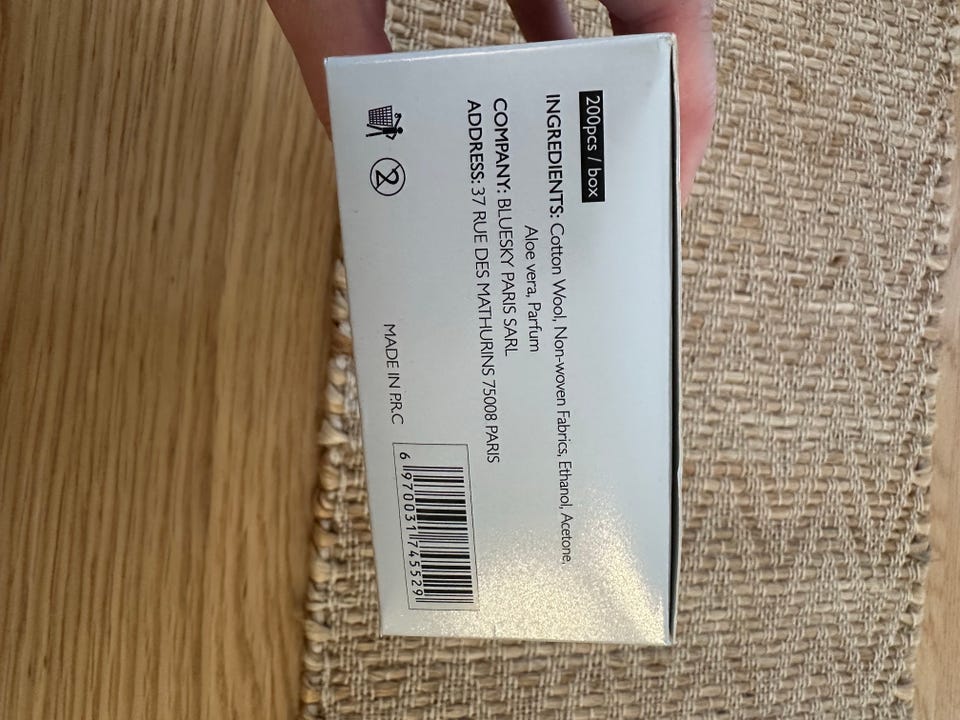 200pcs / box
INGREDIENTS: Cotton Wool, Non-woven Fabrics, Ethanol, Acetone,
Aloe vera, Parfum
COMPANY: BLUESKY PARIS SARL
ADDRESS: 37 RUE DES MATHURINS 75008 PARIS
2
MADE IN P.R.C
6 970031 745529